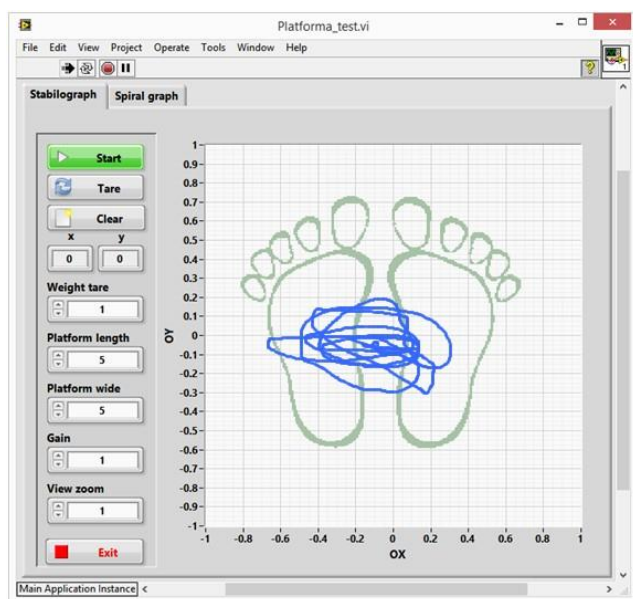 Platforma_test.vi
File Edit View Project Operate Tools Window Help
?
1
Stabilograph Spiral graph
Start
Tare
Clear
x y
0 0
Weight tare
1
Platform length
5
Platform wide
5
Gain
1
View zoom
1
Exit
OY
1
0.9
0.8
0.7
0.6
0.5
0.4
0.3
0.2
0.1
0
-0.1
-0.2
-0.3
-0.4
-0.5
-0.6
-0.7
-0.8
-0.9
-1
-1 -0.8 -0.6 -0.4 -0.2 0 0.2 0.4 0.6 0.8 1
OX
Main Application Instance